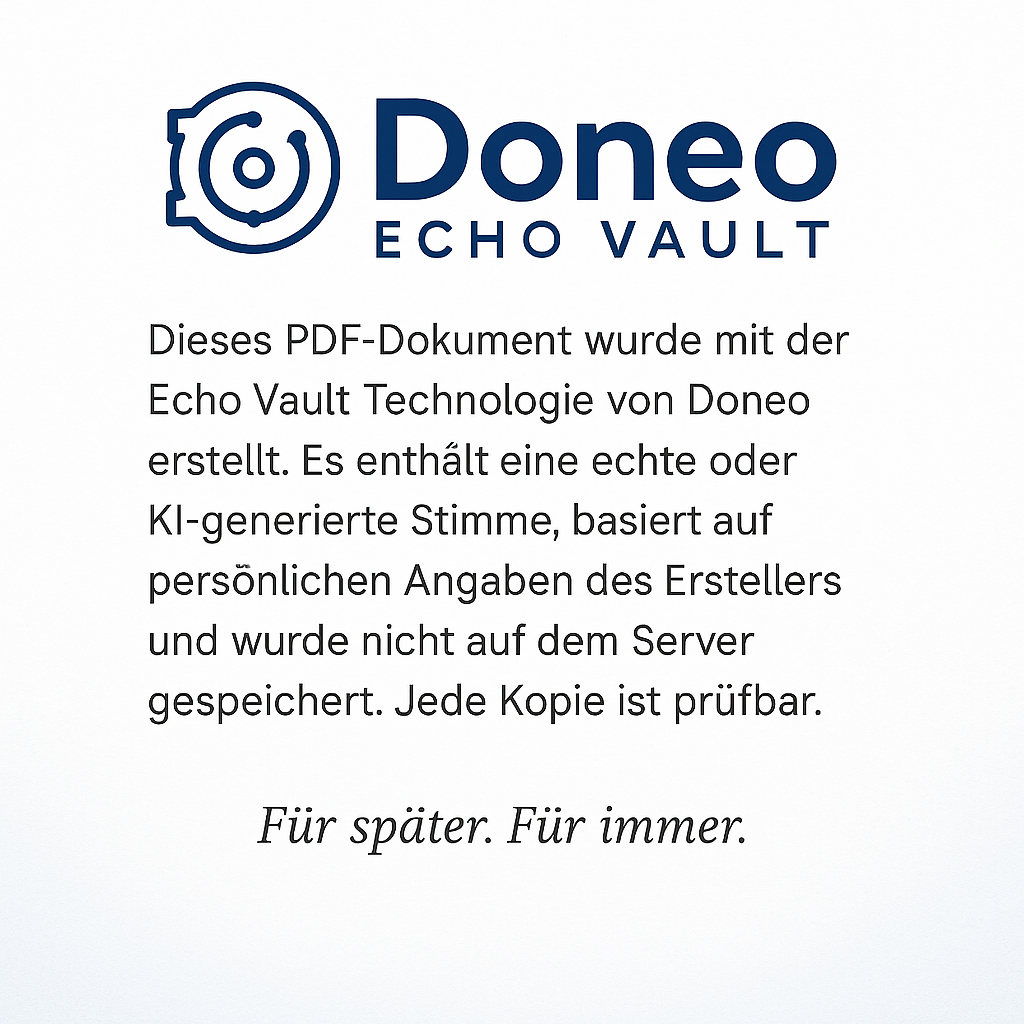 Doneo
ECHO VAULT
Dieses PDF-Dokument wurde mit der
Echo Vault Technologie von Doneo
erstellt. Es enthält eine echte oder
KI-generierte Stimme, basiert auf
persönlichen Angaben des Erstellers
und wurde nicht auf dem Server
gespeichert. Jede Kopie ist prüfbar.
Für später. Für immer.